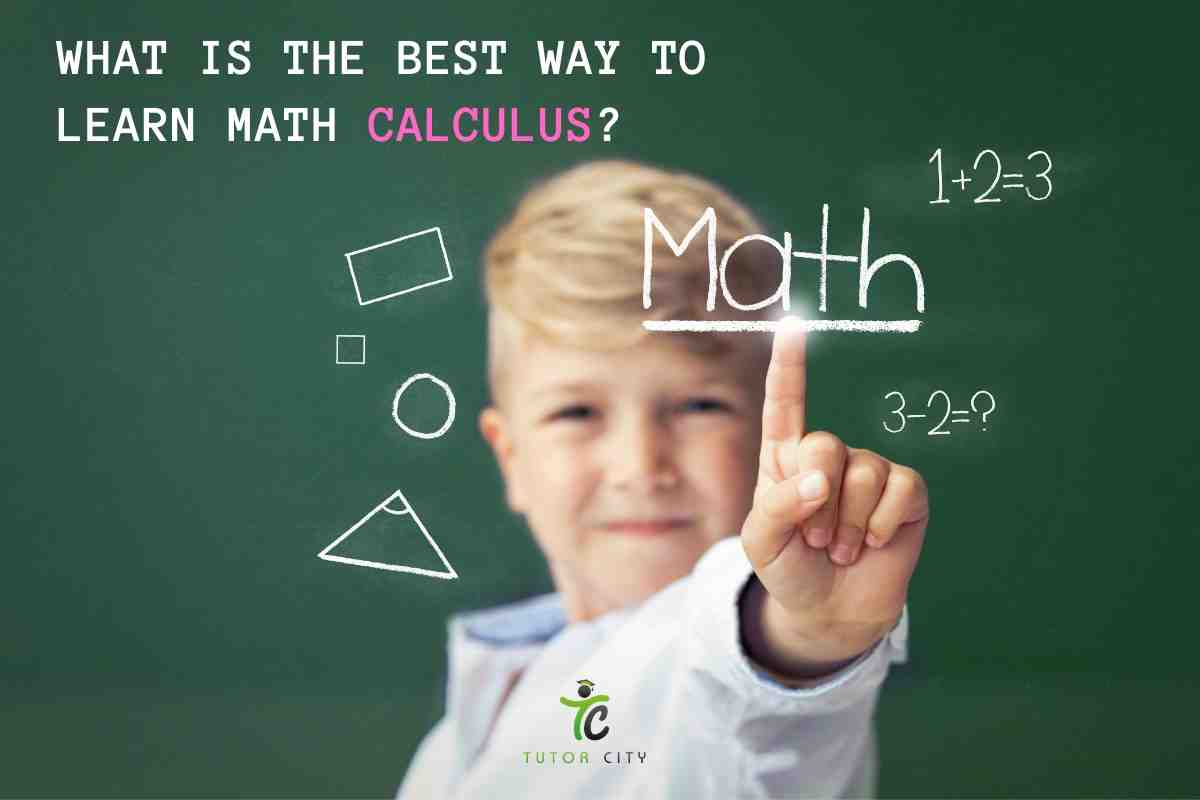 WHAT IS THE BEST WAY TO
LEARN MATH CALCULUS?
1+2=3
Math
3-2=?
TC
TUTOR CITY